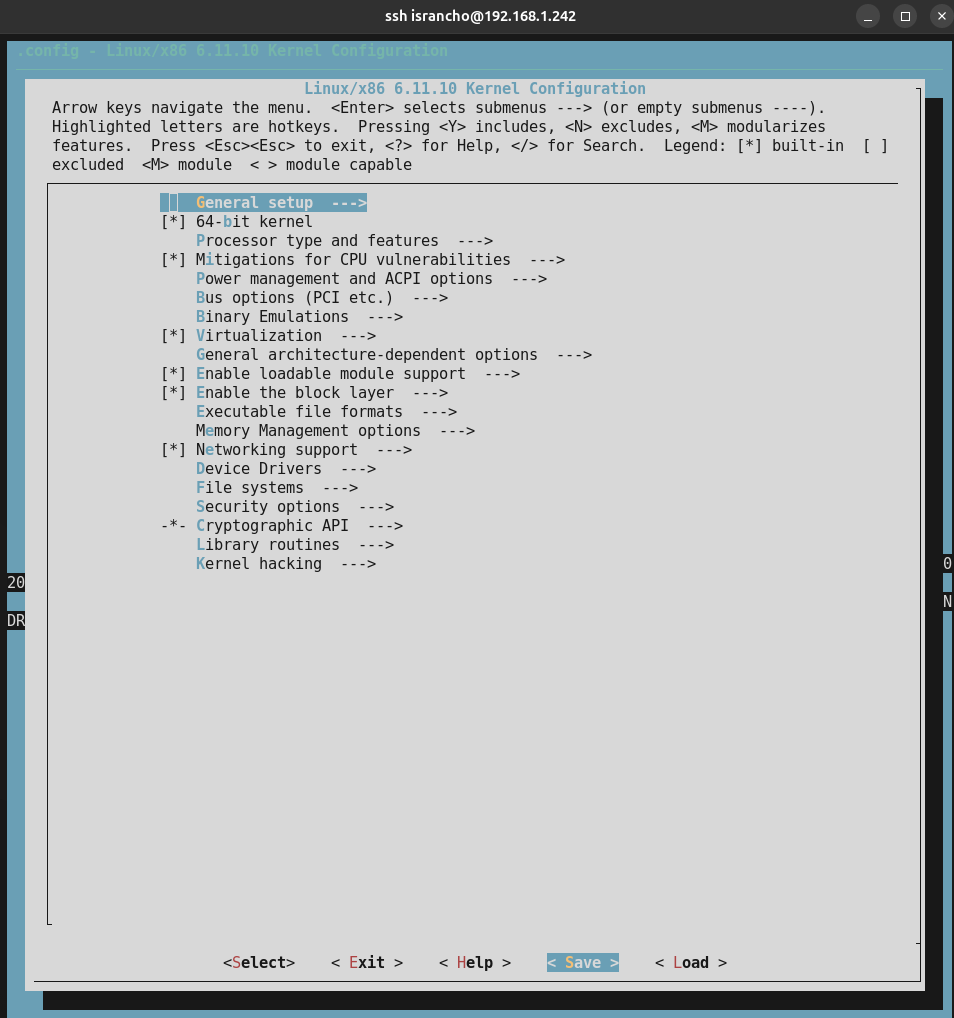 ssh israncho@192.168.1.242
.config - Linux/x86 6.11.10 Kernel Configuration
Linux/x86 6.11.10 Kernel Configuration
Arrow keys navigate the menu.  <Enter> selects submenus ---> (or empty submenus ----).
Highlighted letters are hotkeys.  Pressing <Y> includes, <N> excludes, <M> modularizes
features.  Press <Esc><Esc> to exit, <?> for Help, </> for Search.  Legend: [*] built-in  [ ]
excluded  <M> module  < > module capable
General setup  --->
[*] 64-bit kernel
Processor type and features  --->
[*] Mitigations for CPU vulnerabilities  --->
Power management and ACPI options  --->
Bus options (PCI etc.)  --->
Binary Emulations  --->
[*] Virtualization  --->
General architecture-dependent options  --->
[*] Enable loadable module support  --->
[*] Enable the block layer  --->
Executable file formats  --->
Memory Management options  --->
[*] Networking support  --->
Device Drivers  --->
File systems  --->
Security options  --->
-*- Cryptographic API  --->
Library routines  --->
Kernel hacking  --->
0
20
N
DR
<Select>    < Exit >    < Help >    < Save >    < Load >